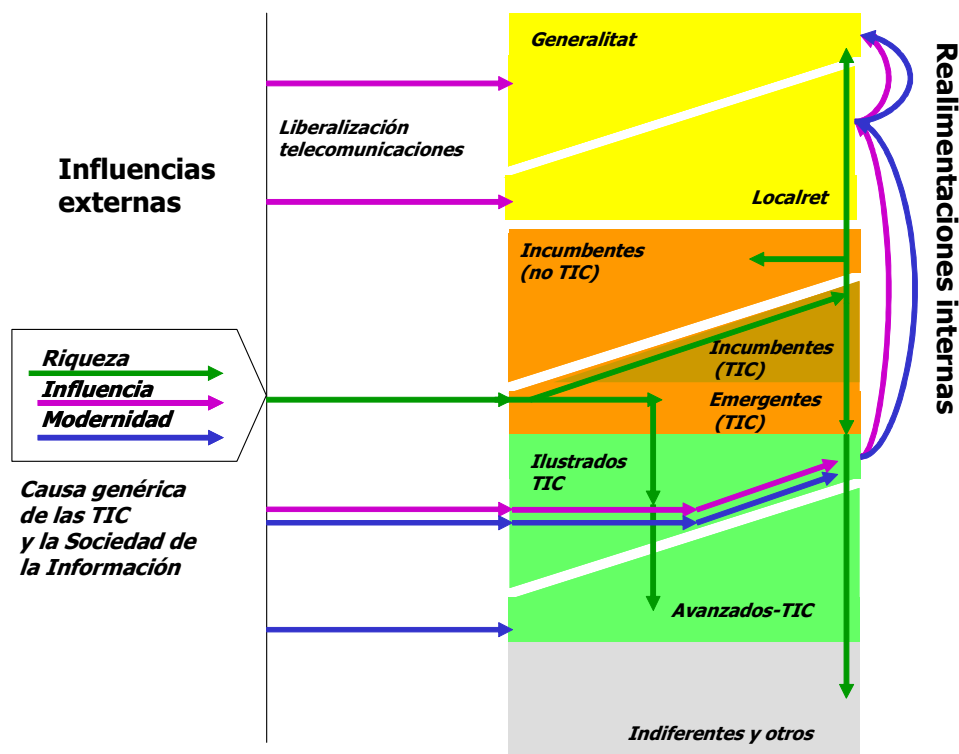 Generalitat
Liberalización
telecomunicaciones
Influencias
externas
Localret
Incumbentes
(no TIC)
Riqueza
Influencia
Modernidad
Incumbentes
(TIC)
Emergentes
(TIC)
Ilustrados
TIC
Causa genérica
de las TIC
y la Sociedad de
la Información
Avanzados-TIC
Indiferentes y otros
Realimentaciones internas